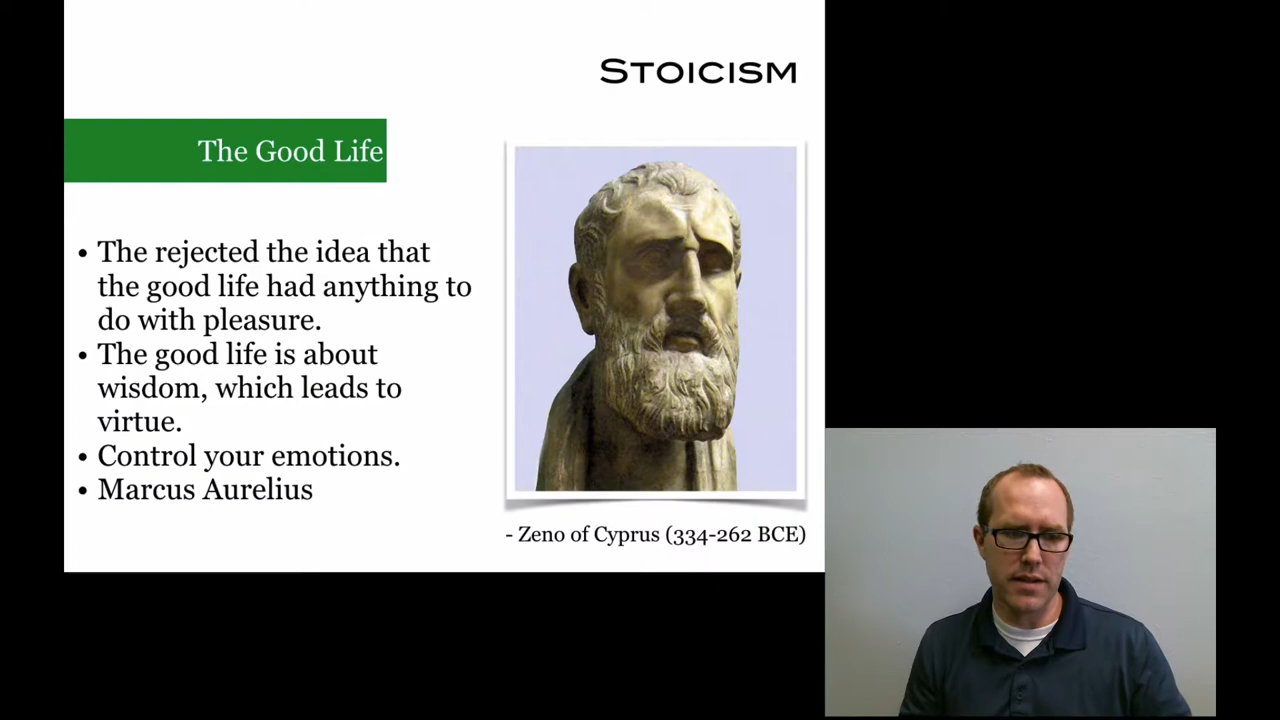 STOICISM
The Good Life
• The rejected the idea that
the good life had anything to
do with pleasure.
• The good life is about
wisdom, which leads to
virtue.
• Control your emotions.
• Marcus Aurelius
- Zeno of Cyprus (334-262 BCE)